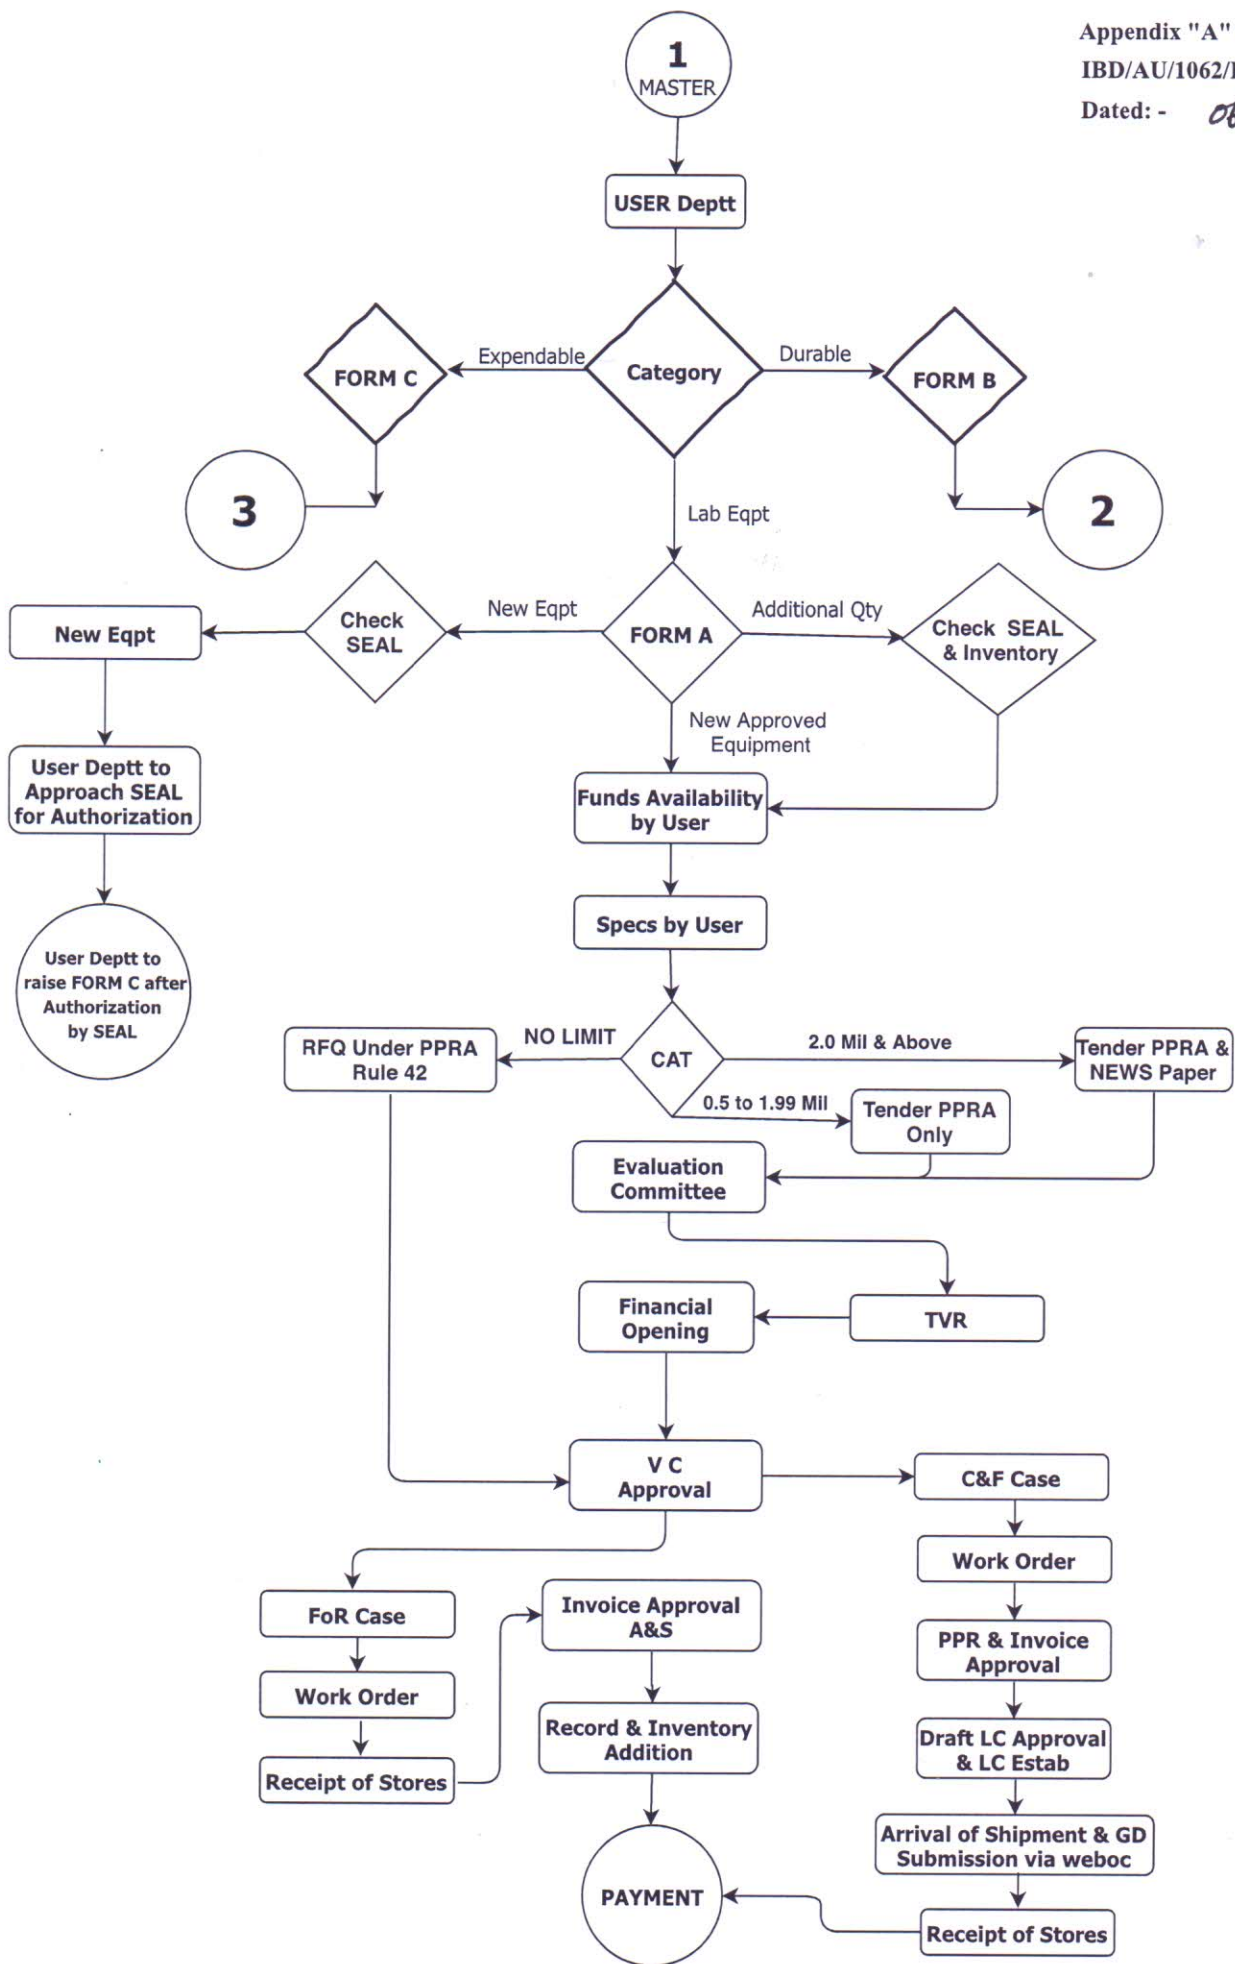 Appendix "A"
IBD/AU/1062/
Dated: -
1
MASTER
USER Deptt
Category
Expendable
Durable
FORM C
FORM B
3
2
Lab Eqpt
FORM A
New Eqpt
Additional Qty
Check
SEAL
Check SEAL
& Inventory
New Eqpt
New Approved
Equipment
User Deptt to
Approach SEAL
for Authorization
Funds Availability
by User
Specs by User
User Deptt to
raise FORM C after
Authorization
by SEAL
CAT
NO LIMIT
2.0 Mil & Above
0.5 to 1.99 Mil
RFQ Under PPRA
Rule 42
Tender PPRA &
NEWS Paper
Tender PPRA
Only
Evaluation
Committee
TVR
Financial
Opening
V C
Approval
C&F Case
Work Order
PPR & Invoice
Approval
Draft LC Approval
& LC Estab
Arrival of Shipment & GD
Submission via weboc
Receipt of Stores
FoR Case
Work Order
Receipt of Stores
Invoice Approval
A&S
Record & Inventory
Addition
PAYMENT